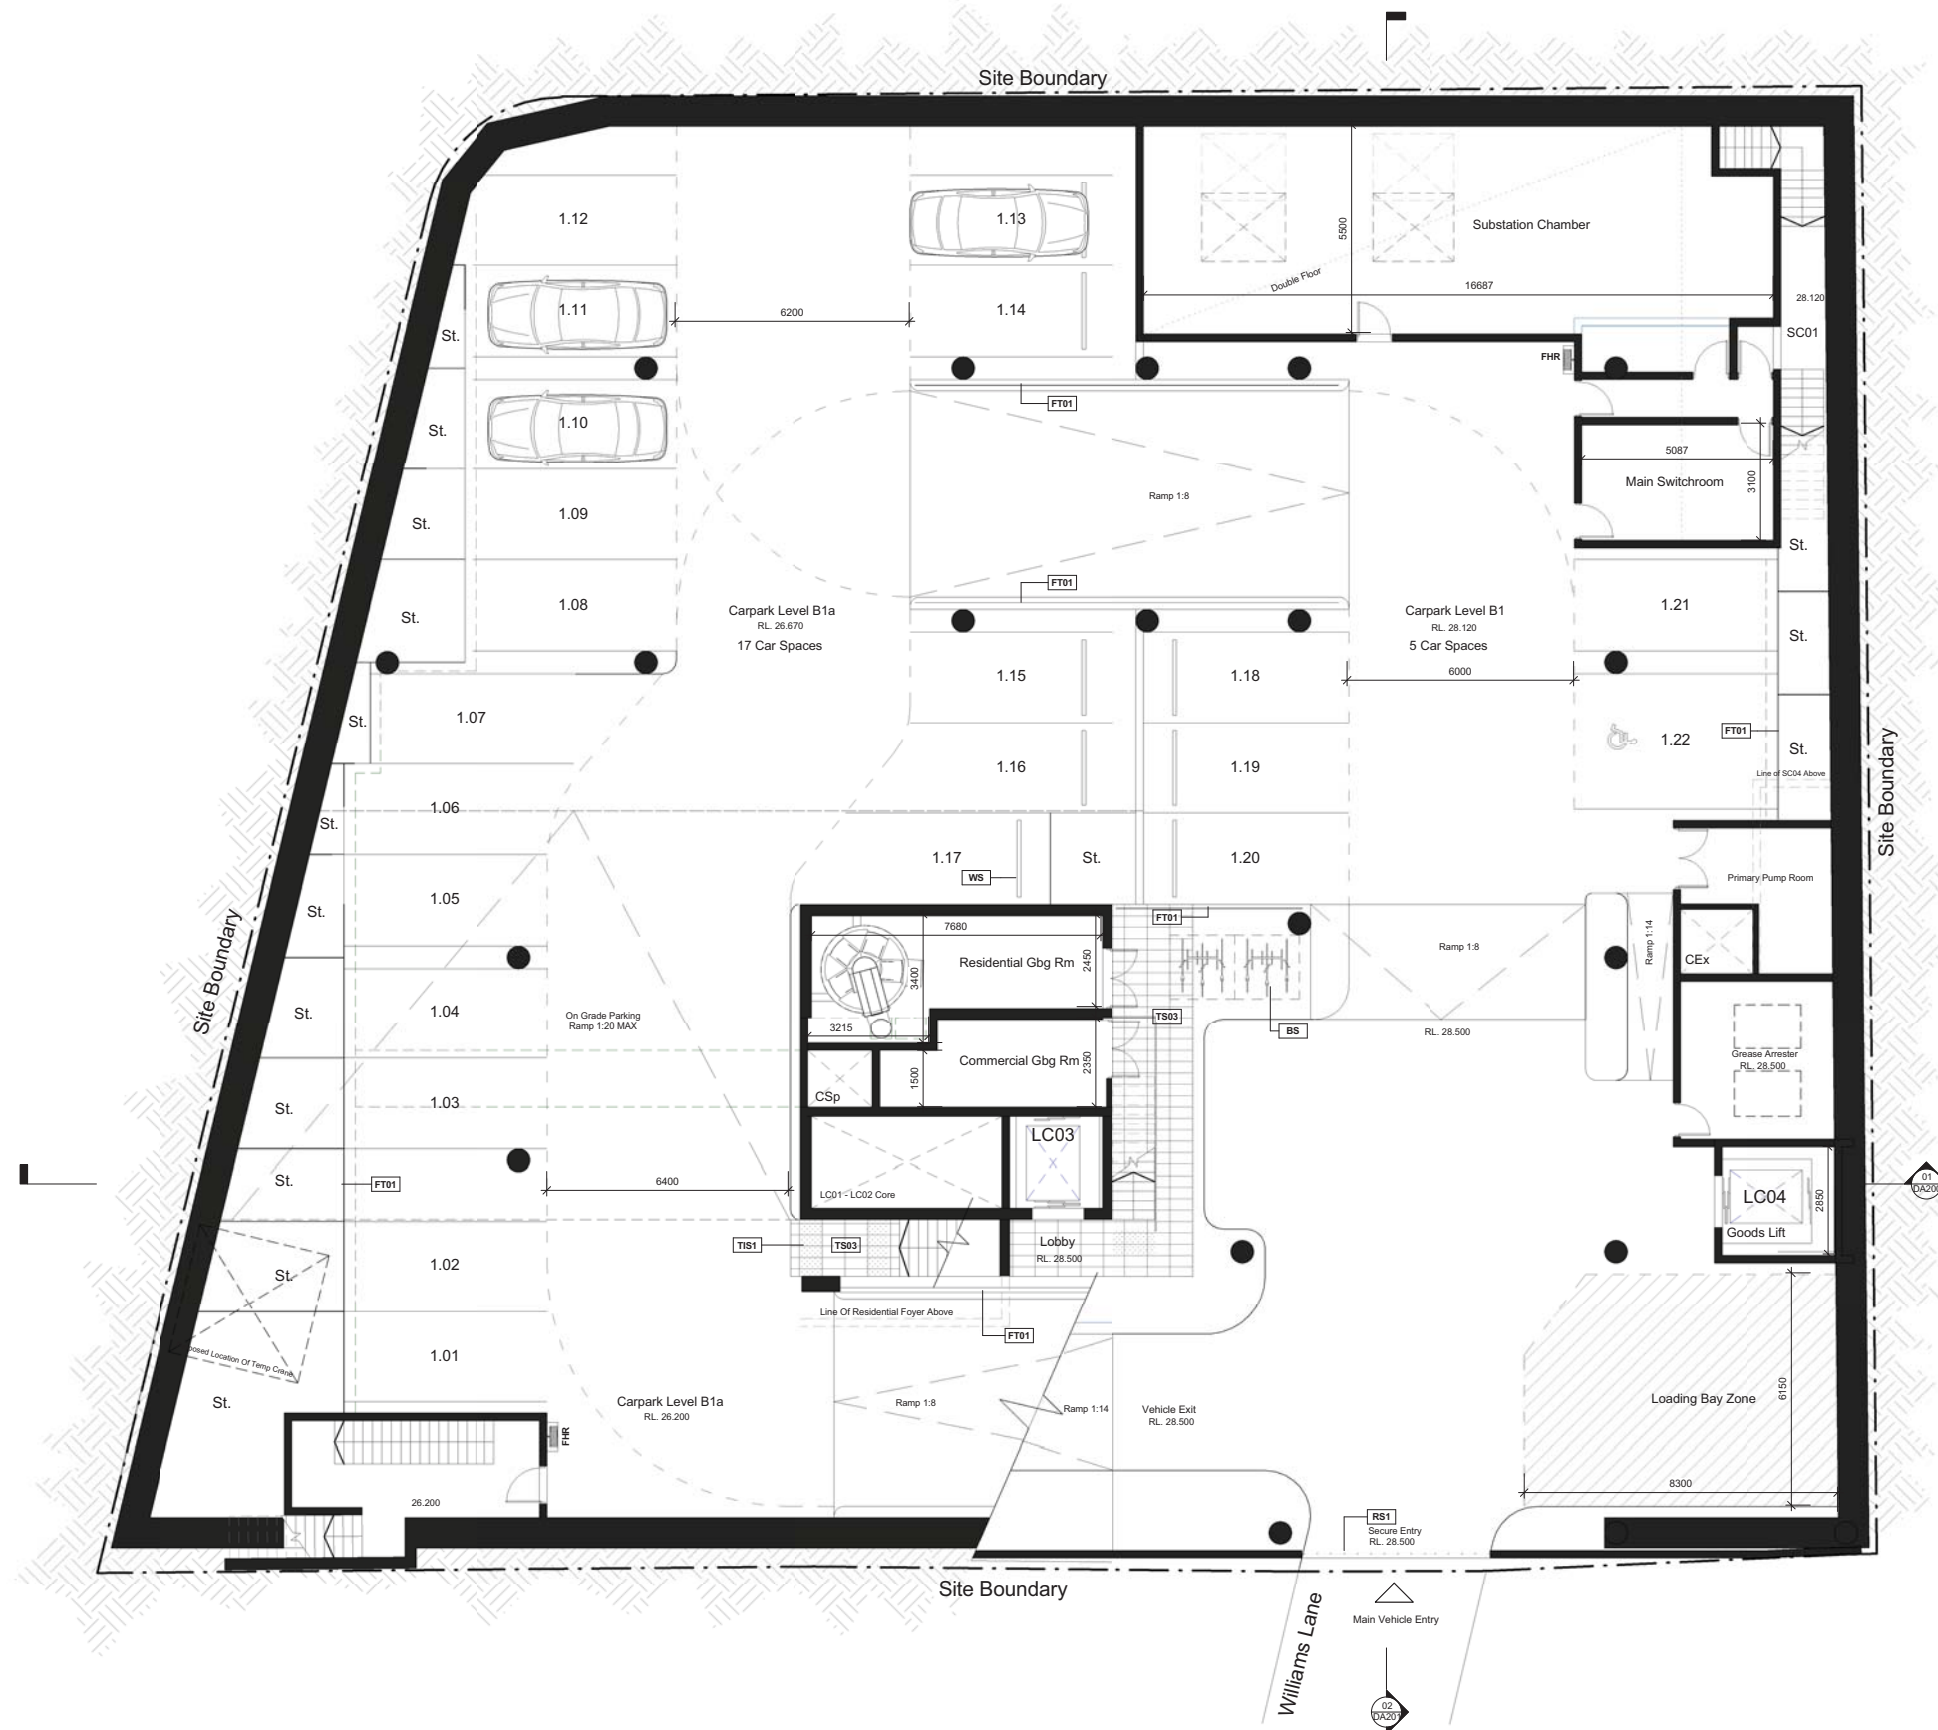 Site Boundary
1.12
1.13
Substation Chamber
5500
Double Floor
16687
28.120
SC01
1.11
1.14
6200
St.
FHR
FT01
1.10
St.
5087
Main Switchroom
3100
Ramp 1:8
1.09
St.
St.
FT01
1.08
St.
Carpark Level B1a
RL. 26.670
17 Car Spaces
Carpark Level B1
RL. 28.120
5 Car Spaces
1.21
St.
6000
1.15
1.18
1.07
St.
1.22
FT01
St.
Line of SC04 Above
Site Boundary
1.16
1.19
1.06
St.
1.17
WS
St.
1.20
Primary Pump Room
1.05
St.
7680
FT01
Residential Gbg Rm
2450
3400
Ramp 1:8
Ramp 1:14
CEx
Site Boundary
1.04
St.
On Grade Parking
Ramp 1:20 MAX
3215
TS03
BS
RL. 28.500
Commercial Gbg Rm
2350
1500
Grease Arrester
RL. 28.500
1.03
St.
CSp
LC03
St.
FT01
6400
LC01 - LC02 Core
LC04
2850
Goods Lift
01
TIS1
TS03
Lobby
RL. 28.500
1.02
St.
Line Of Residential Foyer Above
FT01
1.01
Location Of Temp Crane
St.
Carpark Level B1a
RL. 26.200
Ramp 1:8
Ramp 1:14
Vehicle Exit
RL. 28.500
Loading Bay Zone
6150
FHR
8300
26.200
RS1
Secure Entry
RL. 28.500
Site Boundary
Williams Lane
Main Vehicle Entry
02
DA201